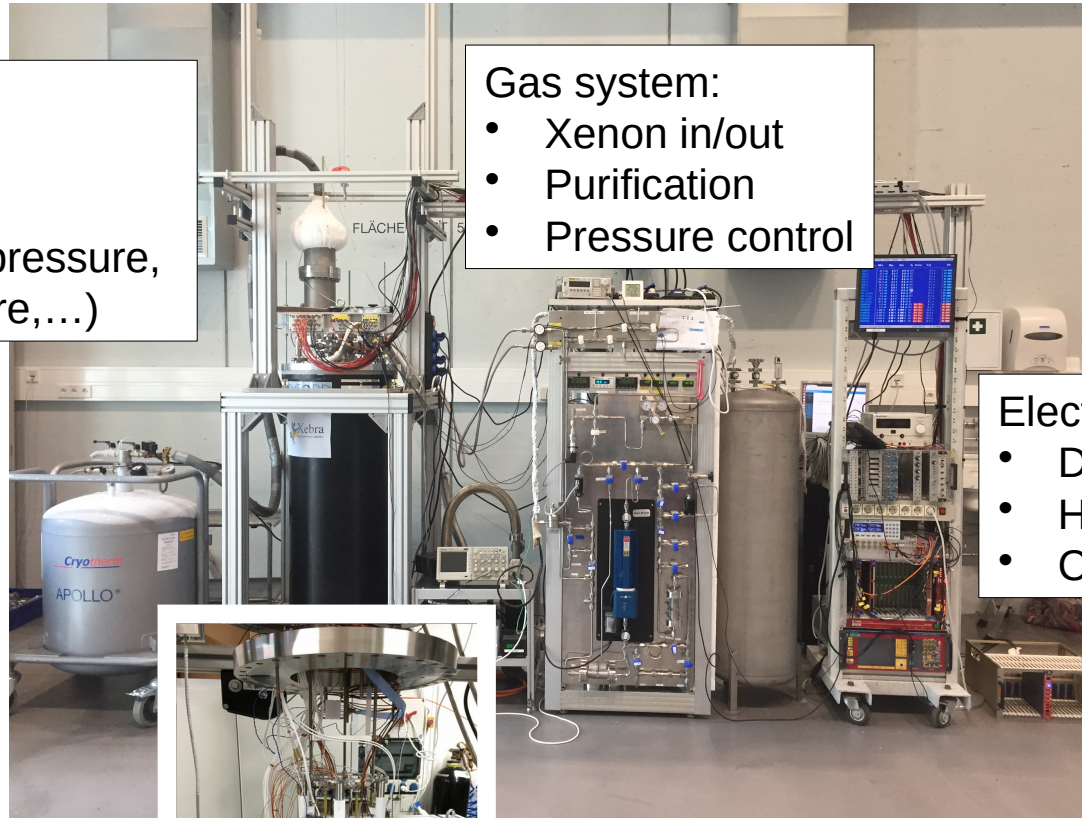 pressure,
re,…)
Gas system:
• Xenon in/out
• Purification
• Pressure control
FLÄCHE
Xebra
Cryotherm
APOLLO®
Elect
• D
• H
• C